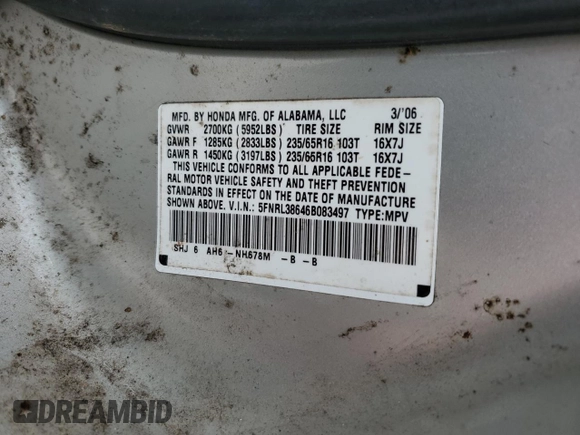 MFD. BY HONDA MFG. OF ALABAMA, LLC 3/'06
GVWR 2700KG (5952LBS) TIRE SIZE RIM SIZE
GAWR F 1285KG (2833LBS) 235/65R16 103T 16X7J
GAWR R 1450KG (3197LBS) 235/65R16 103T 16X7J
THIS VEHICLE CONFORMS TO ALL APPLICABLE FEDE-
RAL MOTOR VEHICLE SAFETY AND THEFT PREVENTION
STANDARDS IN EFFECT ON THE DATE OF MANUFACTURE
SHOWN ABOVE. V.I.N.: 5FNRL38646B083497 TYPE:MPV
SHJ 6 AH6 - NH678M - B - B
DREAMBID